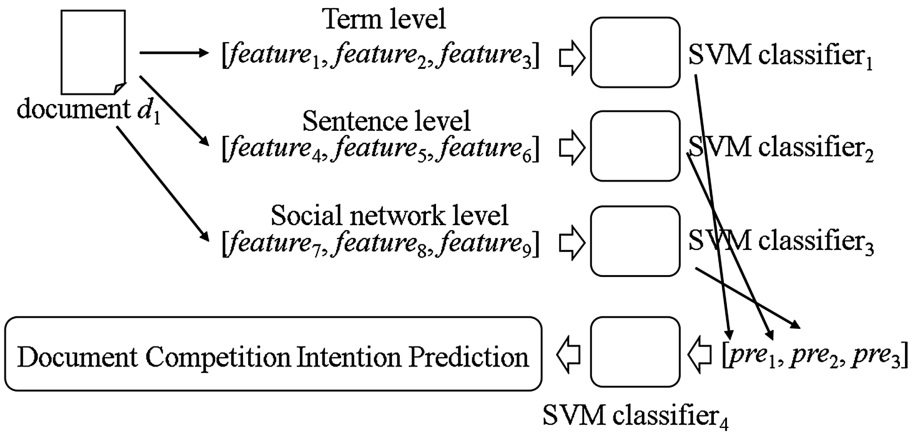 Term level
[feature₁, feature₂, feature₃]
SVM classifier₁
document d₁
Sentence level
[feature₄, feature₅, feature₆]
SVM classifier₂
Social network level
[feature₇, feature₈, feature₉]
SVM classifier₃
Document Competition Intention Prediction
[pre₁, pre₂, pre₃]
SVM classifier₄